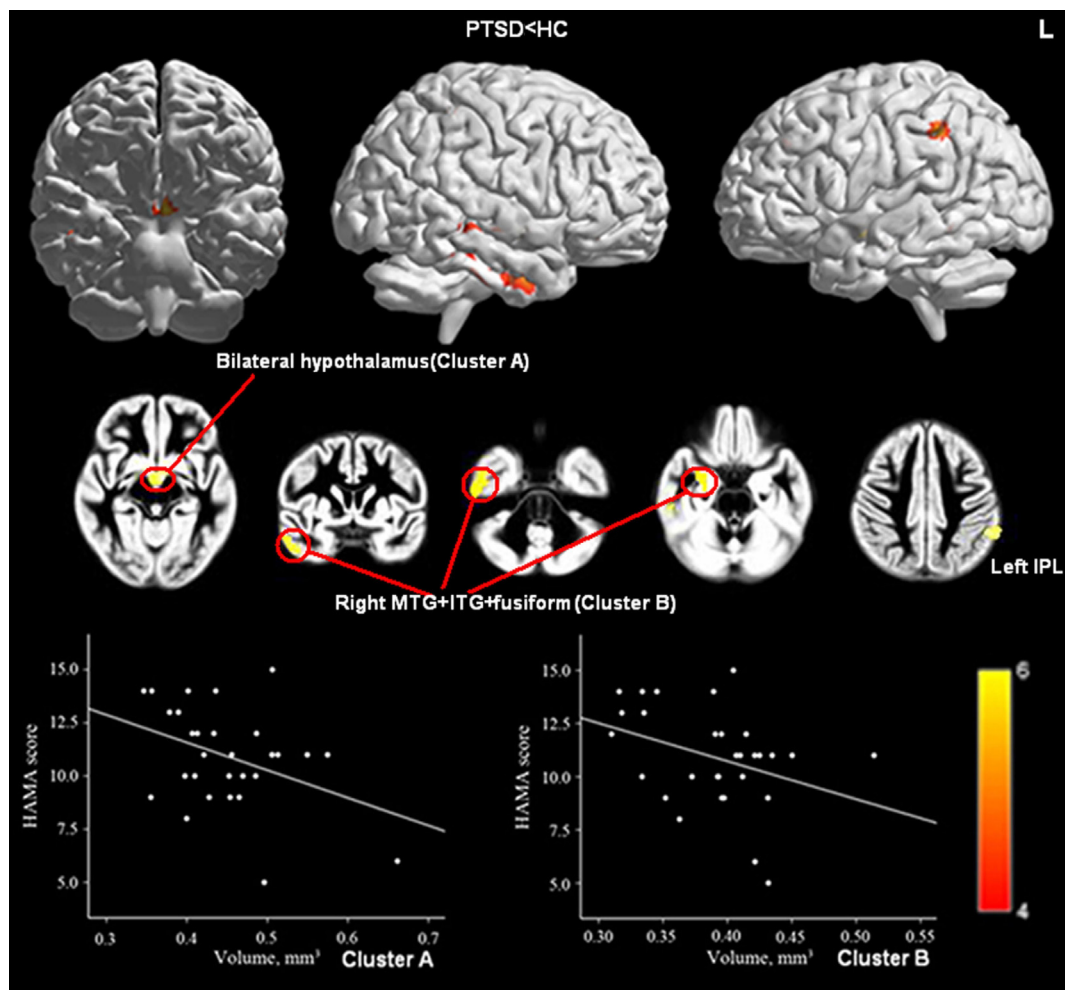 PTSD<HC
L
Bilateral hypothalamus(Cluster A)
Left IPL
Right MTG+ITG+fusiform (Cluster B)
15.0
12.5
10.0
7.5
5.0
HAMA score
0.3 0.4 0.5 0.6 0.7
Volume, mm³ Cluster A
15.0
12.5
10.0
7.5
5.0
HAMA score
0.30 0.35 0.40 0.45 0.50 0.55
Volume, mm³ Cluster B
6
4